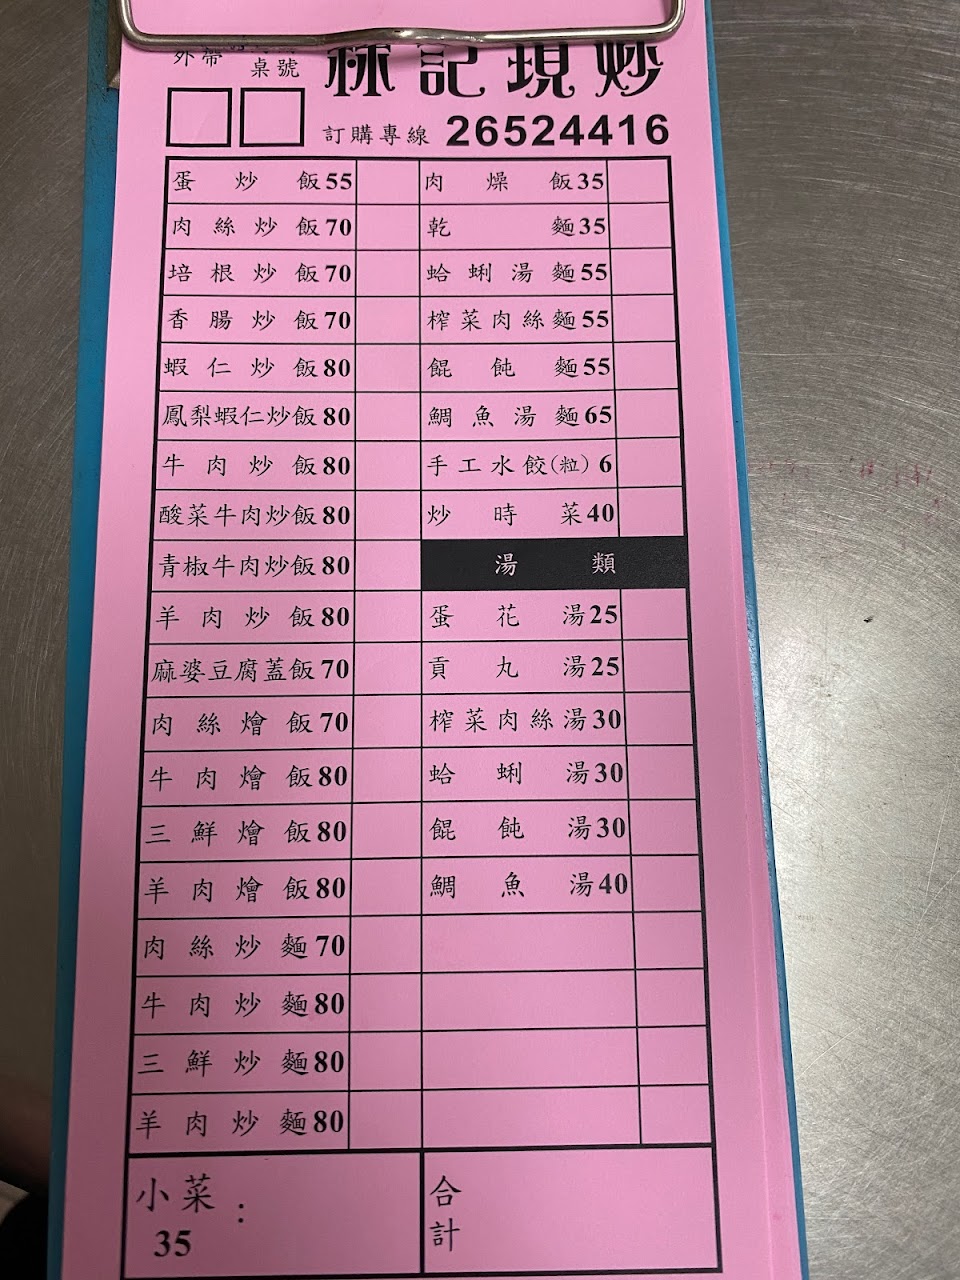 外帶
桌號
記現炒
訂購專線 26524416
蛋炒飯55
肉絲炒飯70
培根炒飯70
香腸炒飯70
蝦仁炒飯80
鳳梨蝦仁炒飯80
牛肉炒飯80
酸菜牛肉炒飯80
青椒牛肉炒飯80
羊肉炒飯80
麻婆豆腐蓋飯70
肉絲燴飯70
牛肉燴飯80
三鮮燴飯80
羊肉燴飯80
肉絲炒麵70
牛肉炒麵80
三鮮炒麵80
羊肉炒麵80
小菜：
35
肉燥飯35
乾麵35
蛤蜊湯麵55
榨菜肉絲麵55
餛飩麵55
鯛魚湯麵65
手工水餃(粒)6
炒時菜40
湯類
蛋花湯25
貢丸湯25
榨菜肉絲湯30
蛤蜊湯30
餛飩湯30
鯛魚湯40
合
計